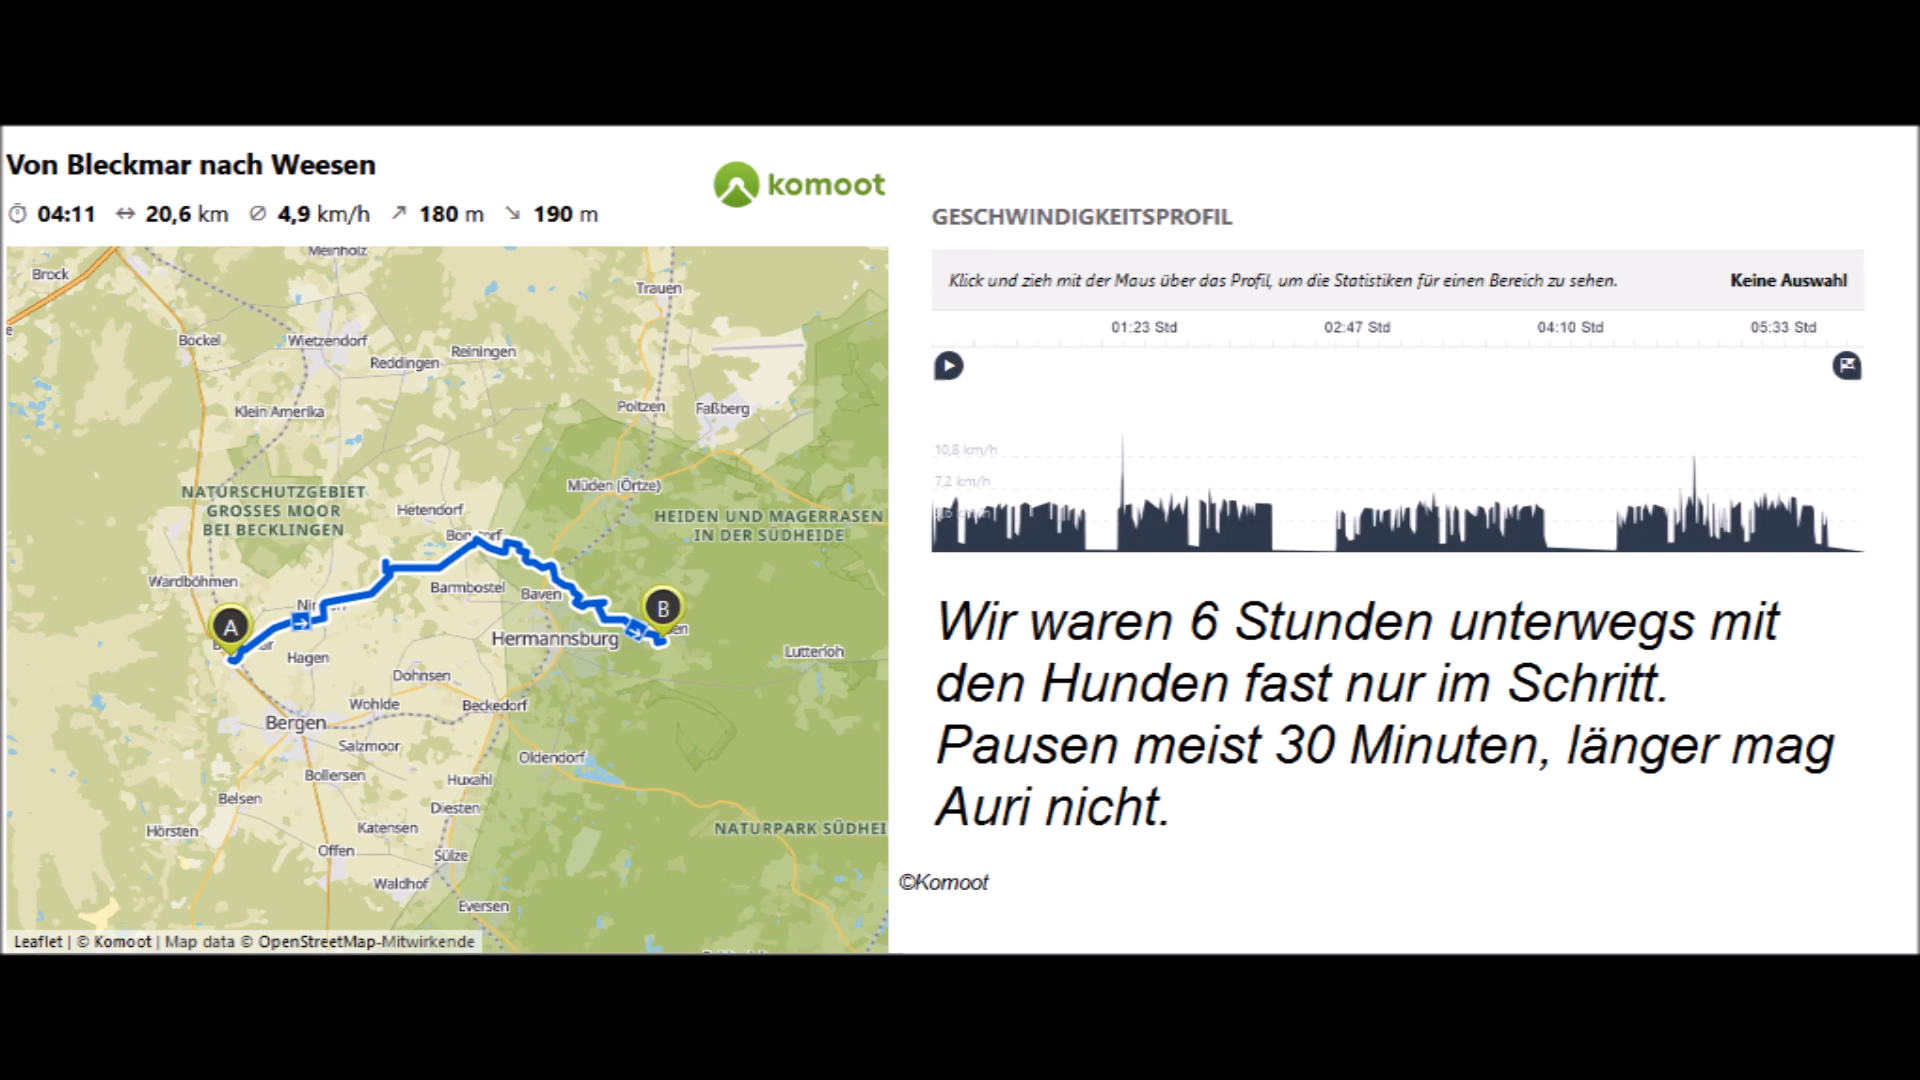 Von Bleckmar nach Weesen
komoot
04:11 20,6 km 4,9 km/h 180 m 190 m
Meinholz
Brock
Trauen
Bockel
Wietzendorf
Reddingen
Reiningen
Klein Amerika
Poitzen
Faßberg
NATURSCHUTZGEBIET
GROSSES MOOR
BEI BECKLINGEN
Müden (Örtze)
Hetendorf
HEIDEN UND MAGERRASEN
IN DER SÜDHEIDE
Wardböhmen
Barmbostel
Baven
A
B
Hermannsburg
Hagen
Lutterloh
Dohnsen
Wohlde
Beckedorf
Bergen
Salzmoor
Oldendorf
Bollersen
Huxahl
Belsen
Diesten
Hörsten
Katensen
NATURPARK SÜDHEI
Offen
Sülze
Waldhof
Eversen
Leaflet | © Komoot | Map data © OpenStreetMap-Mitwirkende
GESCHWINDIGKEITSPROFIL
Klick und zieh mit der Maus über das Profil, um die Statistiken für einen Bereich zu sehen. Keine Auswahl
01:23 Std 02:47 Std 04:10 Std 05:33 Std
10,8 km/h
7,2 km/h
Wir waren 6 Stunden unterwegs mit
den Hunden fast nur im Schritt.
Pausen meist 30 Minuten, länger mag
Auri nicht.
©Komoot